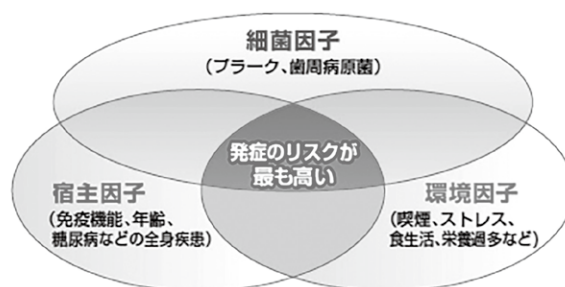 細菌因子
(プラーク、歯周病原菌)
発症のリスクが
最も高い
宿主因子
(免疫機能、年齢、
糖尿病などの全身疾患)
環境因子
(喫煙、ストレス、
食生活、栄養過多など)